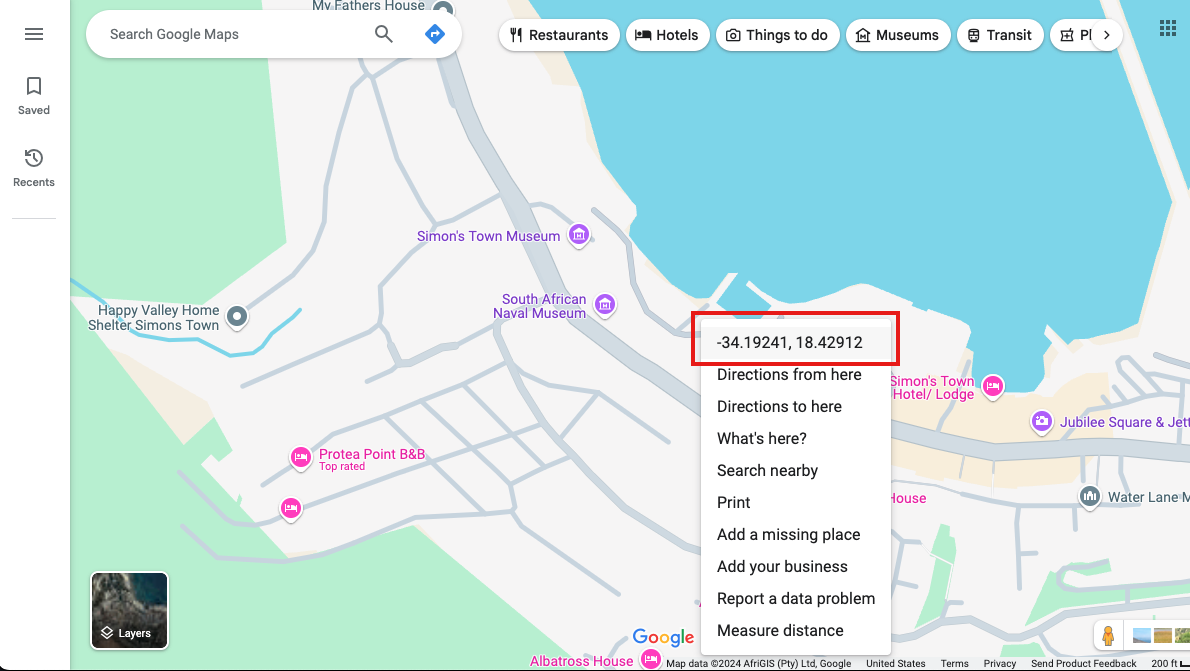 My Fathers House
Search Google Maps
Restaurants
Hotels
Things to do
Museums
Transit
Saved
Recents
Simon's Town Museum
South African
Naval Museum
Happy Valley Home
Shelter Simons Town
-34.19241, 18.42912
Directions from here
Directions to here
What's here?
Search nearby
Print
Add a missing place
Add your business
Report a data problem
Measure distance
Simon's Town
Hotel/ Lodge
Jubilee Square & Jett
Protea Point B&B
Top rated
House
Water Lane M
Layers
Google
Albatross House
Map data ©2024 AfriGIS (Pty) Ltd, Google
United States
Terms
Privacy
Send Product Feedback
200 ft